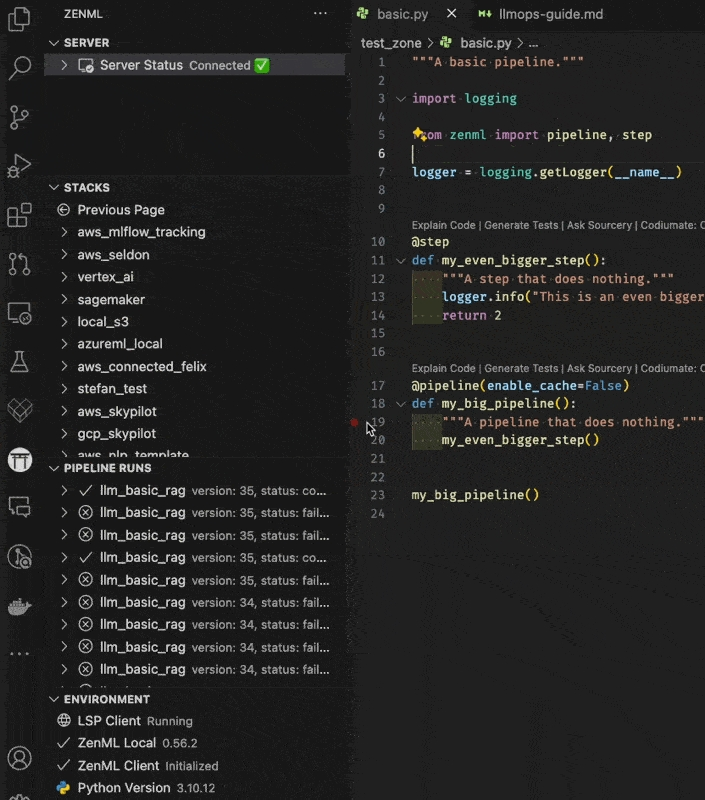 ZENML
SERVER
Server Status Connected ✅
STACKS
Previous Page
aws_mlflow_tracking
aws_seldon
vertex_ai
sagemaker
local_s3
azureml_local
aws_connected_felix
stefan_test
aws_skypilot
gcp_skypilot
aws_nlp_template
PIPELINE RUNS
llm_basic_rag version: 35, status: co...
llm_basic_rag version: 35, status: fail...
llm_basic_rag version: 35, status: fail...
llm_basic_rag version: 35, status: co...
llm_basic_rag version: 35, status: fail...
llm_basic_rag version: 34, status: fail...
llm_basic_rag version: 34, status: fail...
llm_basic_rag version: 34, status: fail...
llm_basic_rag version: 34, status: fail...
ENVIRONMENT
LSP Client Running
ZenML Local 0.56.2
ZenML Client Initialized
Python Version 3.10.12
basic.py
llmops-guide.md
test_zone > basic.py > ...
1 """A basic pipeline."""
2
3 import logging
4
5 om zenml import pipeline, step
6
7 logger = logging.getLogger(__name__)
8
9
Explain Code | Generate Tests | Ask Sourcery | Codiumate: O
10 @step
11 def my_even_bigger_step():
12 """A step that does nothing."""
13 logger.info("This is an even bigger
14 return 2
15
16
Explain Code | Generate Tests | Ask Sourcery | Codiumate: O
17 @pipeline(enable_cache=False)
18 def my_big_pipeline():
19 """A pipeline that does nothing."""
20 my_even_bigger_step()
21
22
23 my_big_pipeline()
24